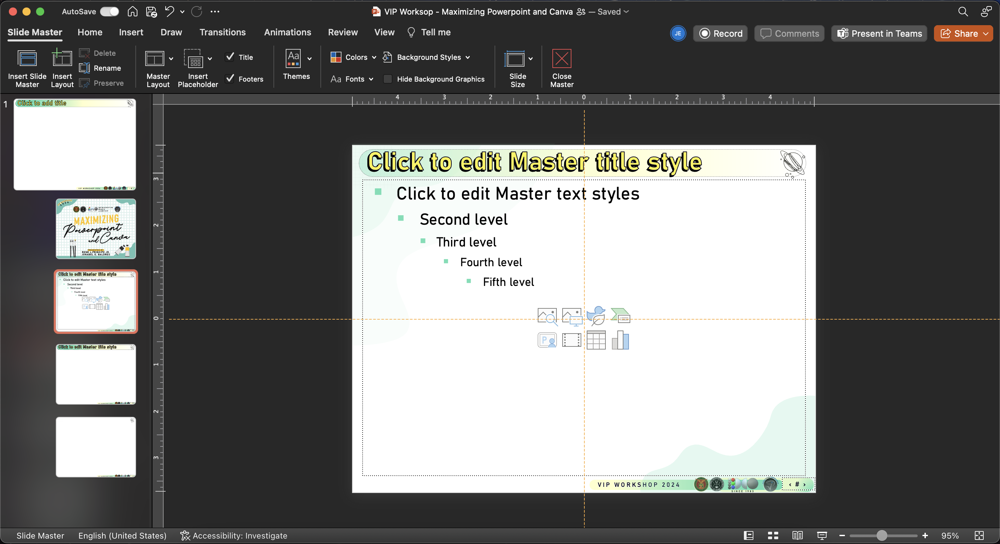 AutoSave
VIP Worksop - Maximizing Powerpoint and Canva — Saved
Slide Master Home Insert Draw Transitions Animations Review View Tell me
JE Record Comments Present in Teams Share
Insert Slide Master
Insert Layout
Delete
Rename
Preserve
Master Layout
Insert Placeholder
Title
Footers
Aa
Themes
Colors
Aa Fonts
Background Styles
Hide Background Graphics
Slide Size
Close Master
1
Click to add title
VIP WORKSHOP 2024
VIP WORKSHOP
2024
MAXIMIZING
Powerpoint
and Canva
PRESENTED BY:
RENE L. PRINCIPE JR.
JONABEL E. BALDRES
Click to edit Master title style
Click to edit Master text styles
Second level
Third level
Fourth level
Fifth level
Click to edit Master title style
4 3 2 1 0 1 2 3 4
3
2
1
0
1
2
3
Click to edit Master title style
Click to edit Master text styles
Second level
Third level
Fourth level
Fifth level
P
VIP WORKSHOP 2024
SINCE 1983
‹ # ›
Slide Master English (United States) Accessibility: Investigate
95%